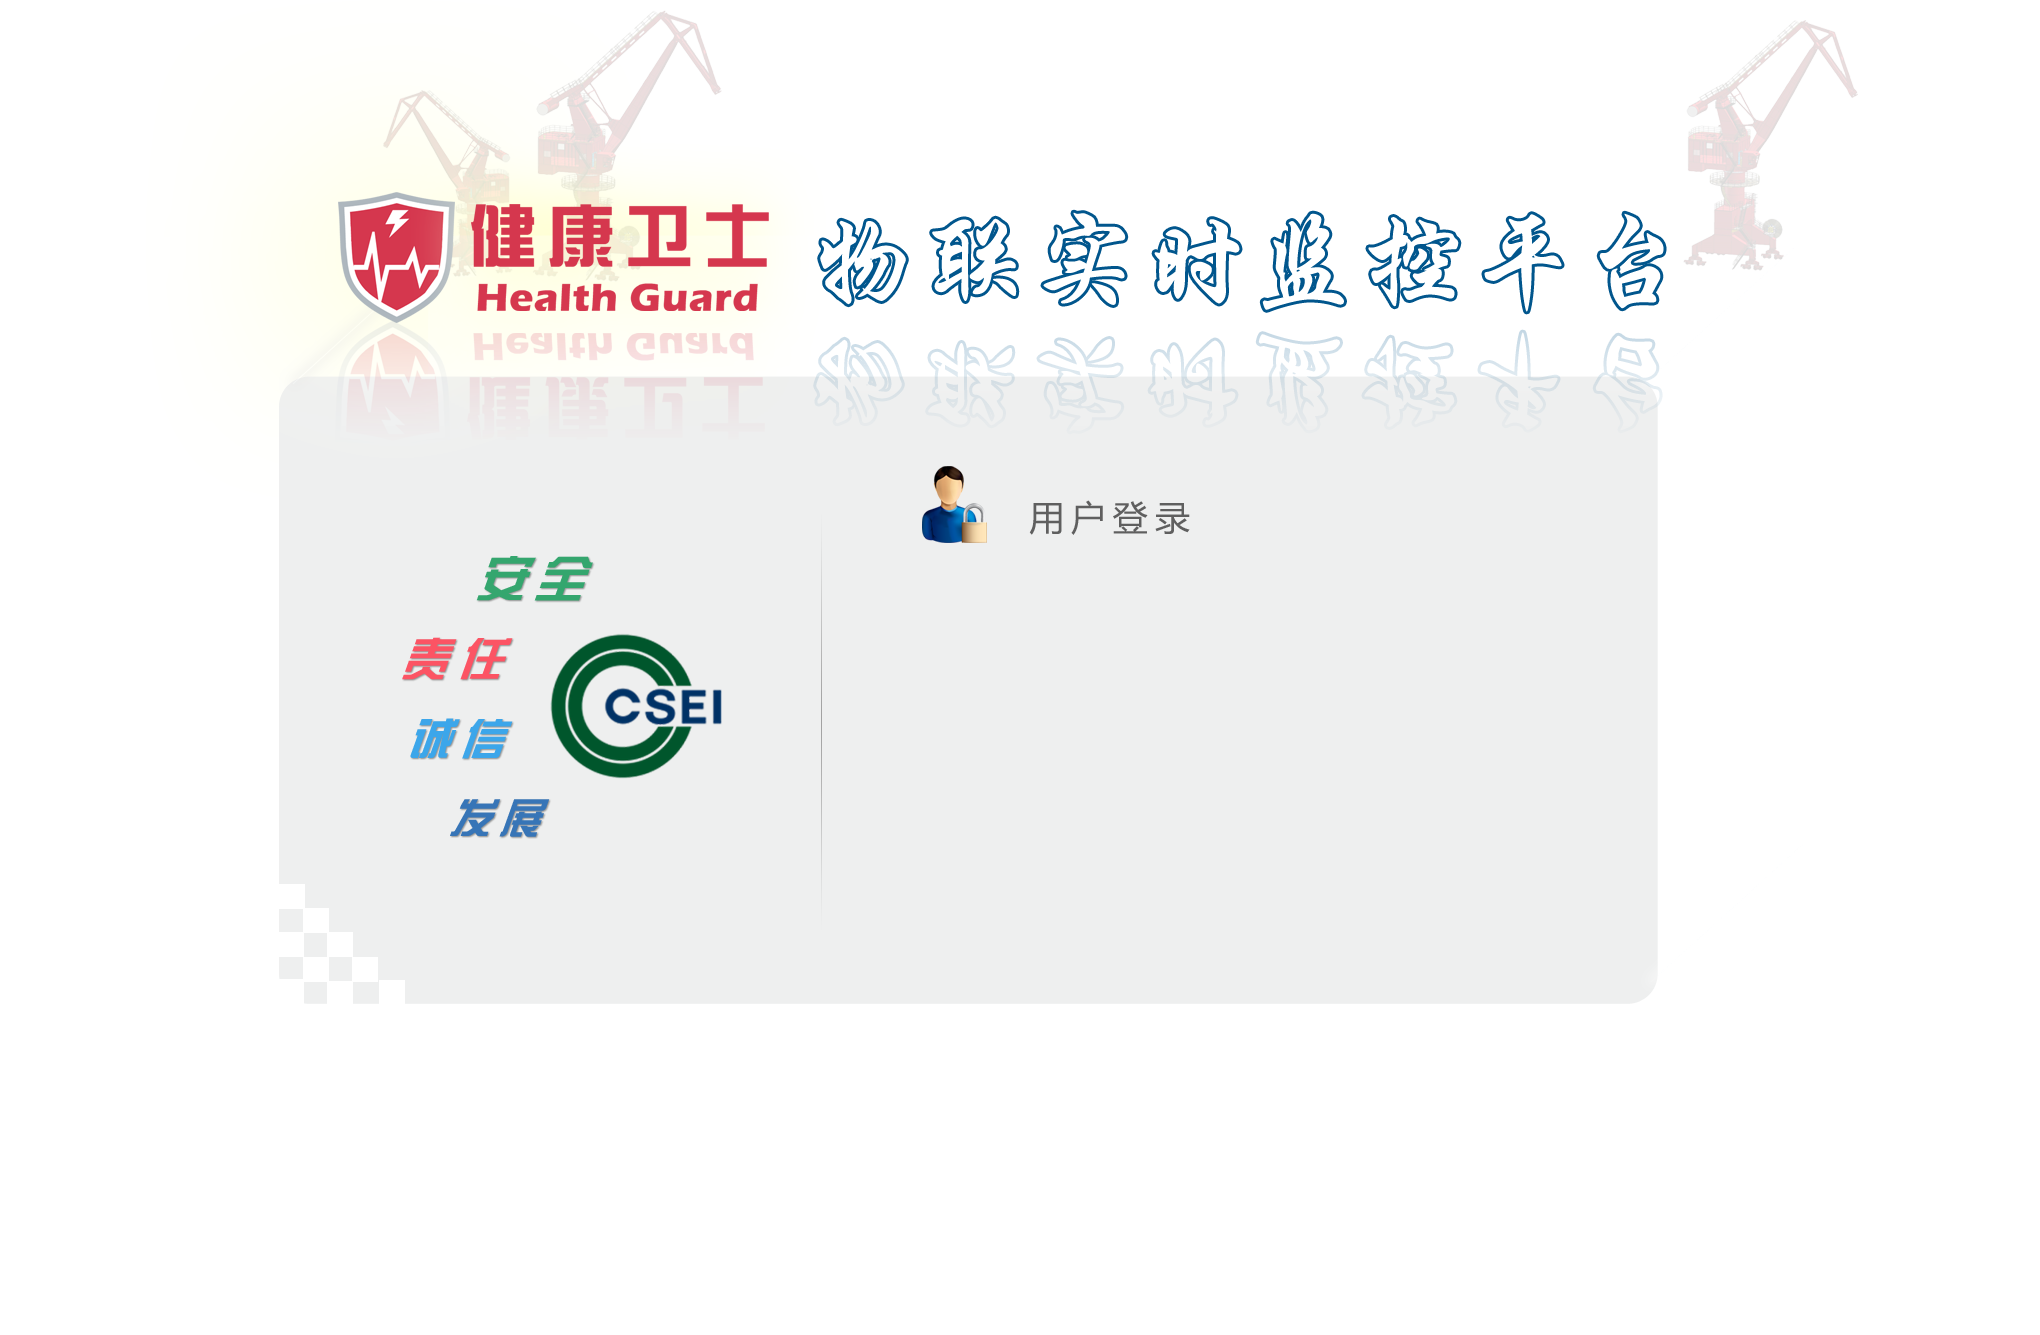 健康卫士 物联实时监控平台
Health Guard
用户登录
安全
责任
CSEI
诚信
发展